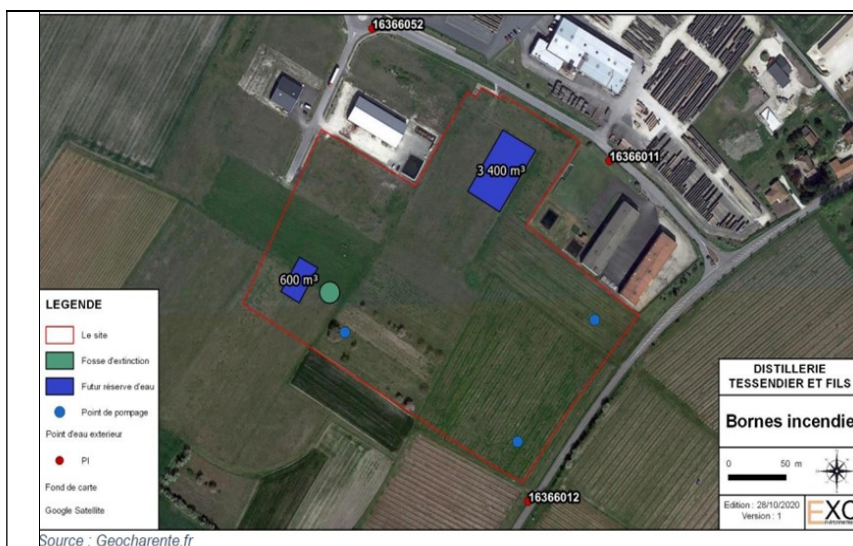 16366052
16366011
3 400 m³
600 m³
LEGENDE
Le site
Fosse d'extinction
Futur réserve d'eau
Point de pompage
Point d'eau exterieur
PI
Fond de carte
Google Satellite
DISTILLERIE
TESSENDIER ET FILS
Bornes incendie
0 50 m
16366012
Edition : 28/10/2020
Version : 1
EXO
Source : Geocharente.fr